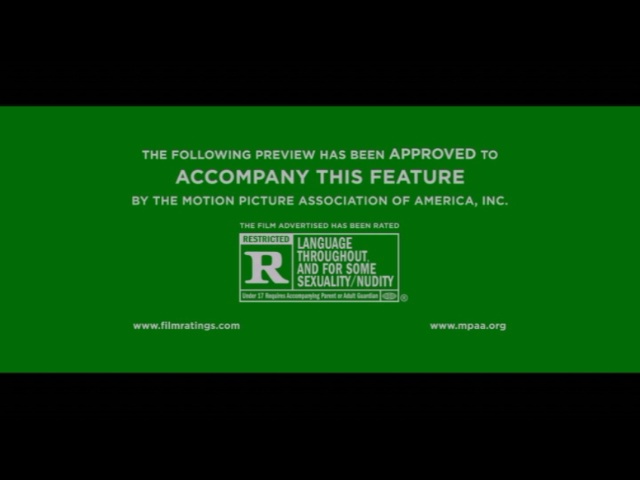 THE FOLLOWING PREVIEW HAS BEEN APPROVED TO
ACCOMPANY THIS FEATURE
BY THE MOTION PICTURE ASSOCIATION OF AMERICA, INC.
THE FILM ADVERTISED HAS BEEN RATED
RESTRICTED
R
LANGUAGE
THROUGHOUT,
AND FOR SOME
SEXUALITY/NUDITY
Under 17 Requires Accompanying Parent or Adult Guardian
®
www.filmratings.com
www.mpaa.org